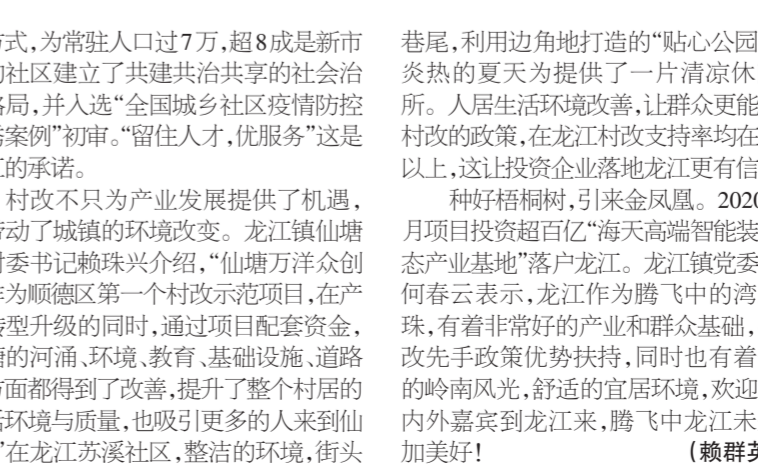 式,为常驻人口过7万,超8成是新市
社区建立了共建共治共享的社会治
局,并入选“全国城乡社区疫情防控
案例”初审。“留住人才,优服务”这是
的承诺。
村改不只为产业发展提供了机遇,
动了城镇的环境改变。龙江镇仙塘
委书记赖珠兴介绍,“仙塘万洋众创
为顺德区第一个村改示范项目,在产
型升级的同时,通过项目配套资金,
的河涌、环境、教育、基础设施、道路
面都得到了改善,提升了整个村居的
环境与质量,也吸引更多的人来到仙
”在龙江苏溪社区,整洁的环境,街头
巷尾,利用边角地打造的“贴心公园
炎热的夏天为提供了一片清凉休
所。人居生活环境改善,让群众更能
村改的政策,在龙江村改支持率均在
以上,这让投资企业落地龙江更有信
种好梧桐树,引来金凤凰。2020
月项目投资超百亿“海天高端智能装
态产业基地”落户龙江。龙江镇党委
何春云表示,龙江作为腾飞中的湾
珠,有着非常好的产业和群众基础,
改先手政策优势扶持,同时也有着
的岭南风光,舒适的宜居环境,欢迎
内外嘉宾到龙江来,腾飞中龙江未
加美好!
(赖群英